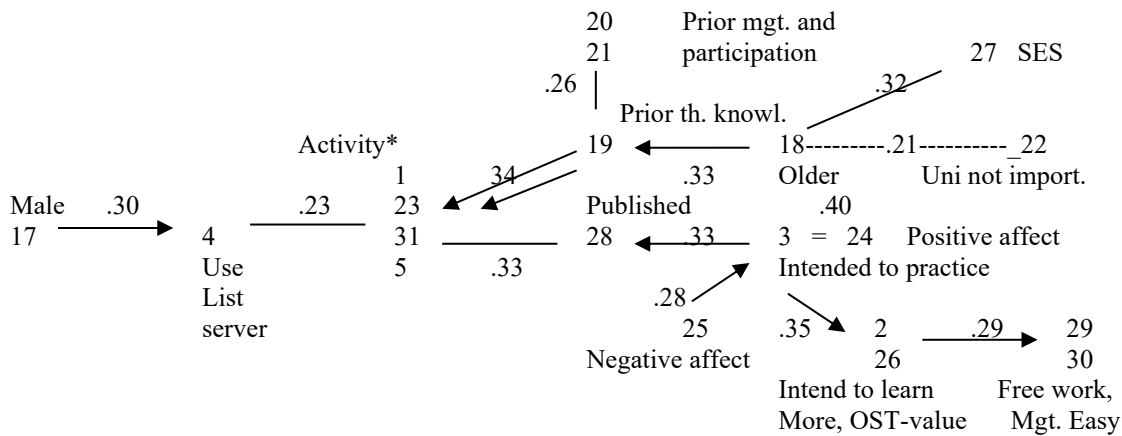 20 Prior mgt. and
21 participation 27 SES
.26 .32
Prior th. knowl.
Activity* 19 18---------.21----------_22
1 .34 .33 Older Uni not import.
Male .30 .23 23 Published .40
17 4 31 28 .33 3 = 24 Positive affect
Use 5 .33 Intended to practice
List .28
server 25 .35 2 .29 29
Negative affect 26 30
Intend to learn Free work,
More, OST-value Mgt. Easy